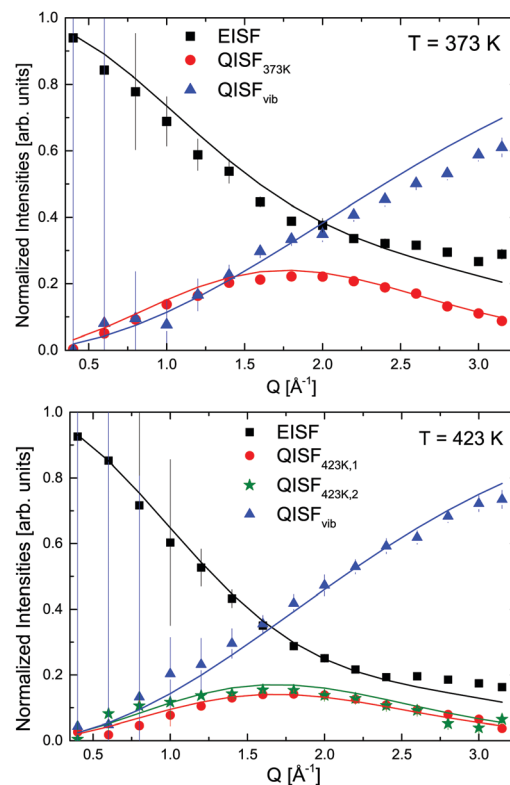 T = 373 K
EISF
QISF373K
QISFvib
Normalized Intensities [arb. units]
1.0
0.8
0.6
0.4
0.2
0.0
0.5 1.0 1.5 2.0 2.5 3.0
Q [Å-1]
T = 423 K
EISF
QISF423K,1
QISF423K,2
QISFvib
Normalized Intensities [arb. units]
1.0
0.8
0.6
0.4
0.2
0.0
0.5 1.0 1.5 2.0 2.5 3.0
Q [Å-1]